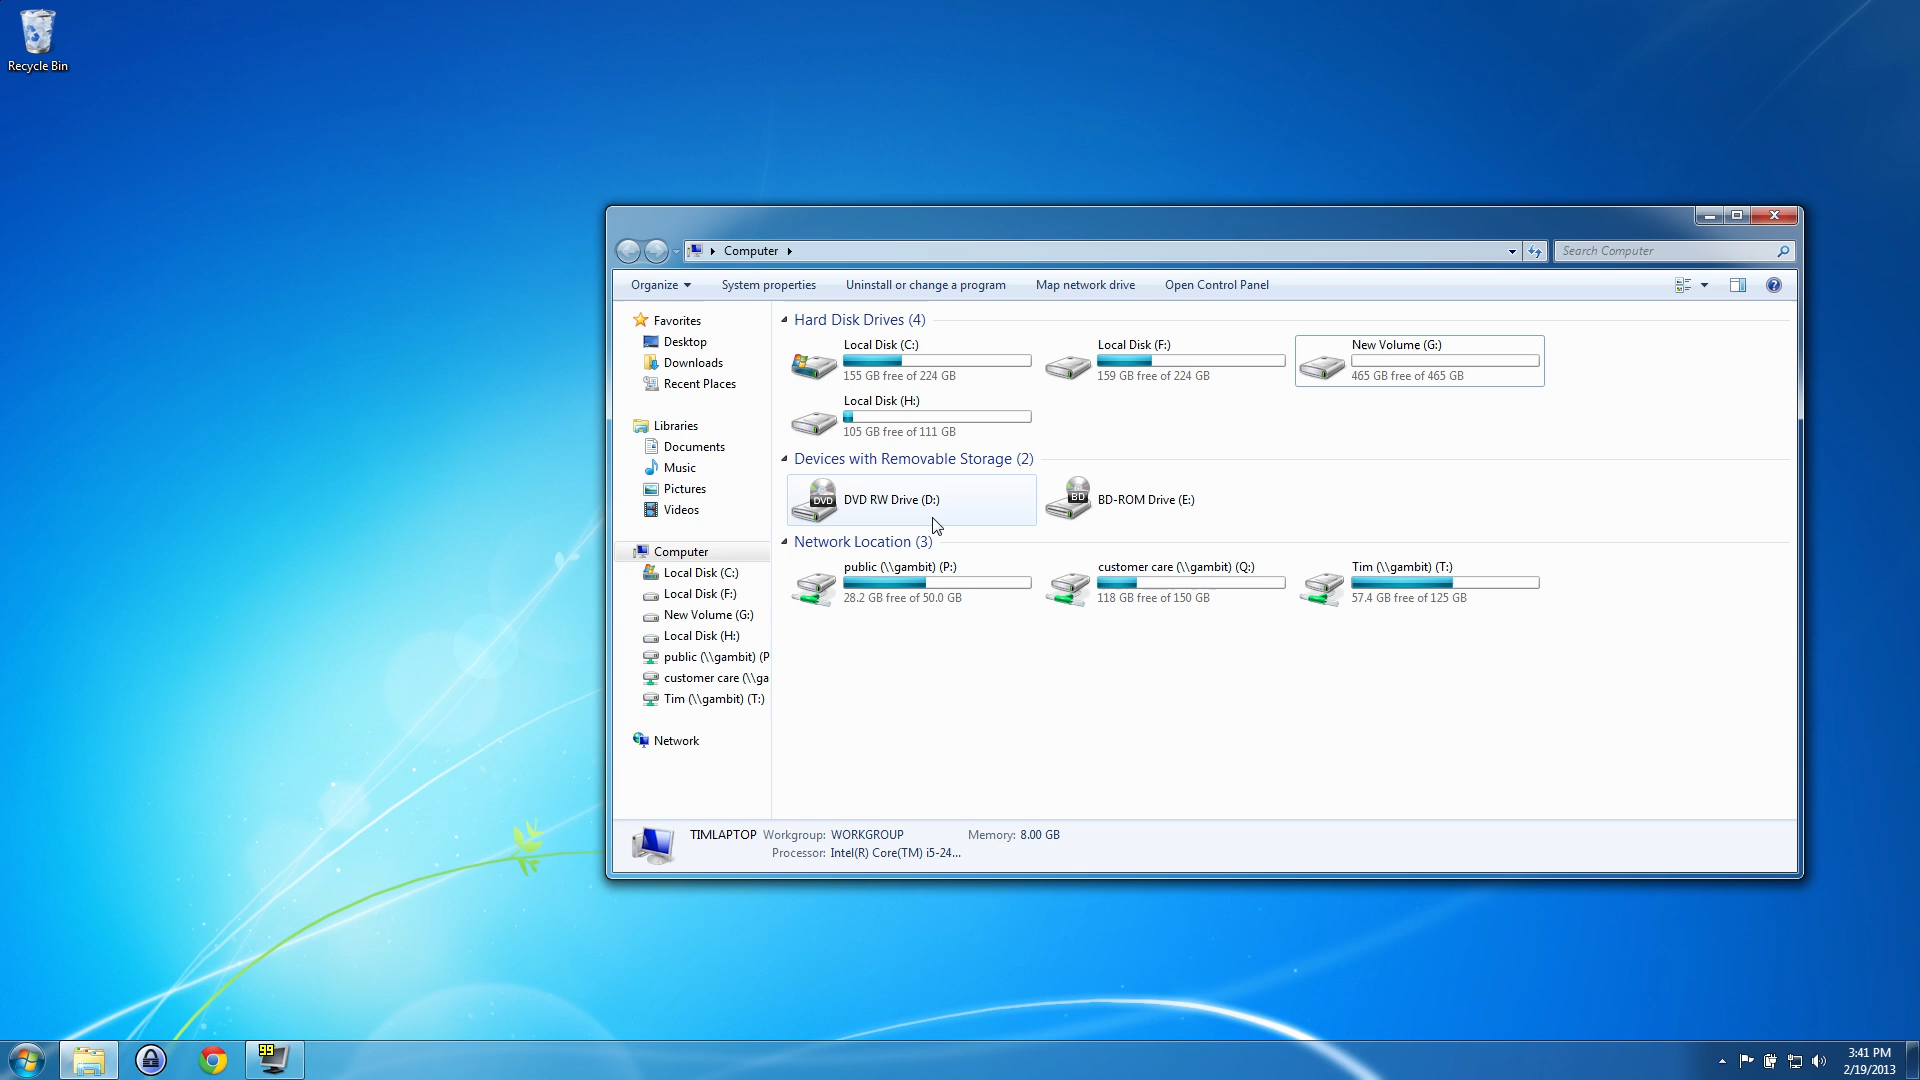 Recycle Bin
Computer
Search Computer
Organize
System properties
Uninstall or change a program
Map network drive
Open Control Panel
Favorites
Desktop
Downloads
Recent Places
Libraries
Documents
Music
Pictures
Videos
Computer
Local Disk (C:)
Local Disk (F:)
New Volume (G:)
Local Disk (H:)
public (\\gambit) (P
customer care (\\ga
Tim (\\gambit) (T:)
Network
Hard Disk Drives (4)
Local Disk (C:)
155 GB free of 224 GB
Local Disk (F:)
159 GB free of 224 GB
New Volume (G:)
465 GB free of 465 GB
Local Disk (H:)
105 GB free of 111 GB
Devices with Removable Storage (2)
DVD
DVD RW Drive (D:)
BD
BD-ROM Drive (E:)
Network Location (3)
public (\\gambit) (P:)
28.2 GB free of 50.0 GB
customer care (\\gambit) (Q:)
118 GB free of 150 GB
Tim (\\gambit) (T:)
57.4 GB free of 125 GB
TIMLAPTOP Workgroup: WORKGROUP Memory: 8.00 GB
Processor: Intel(R) Core(TM) i5-24...
99
3:41 PM
2/19/2013